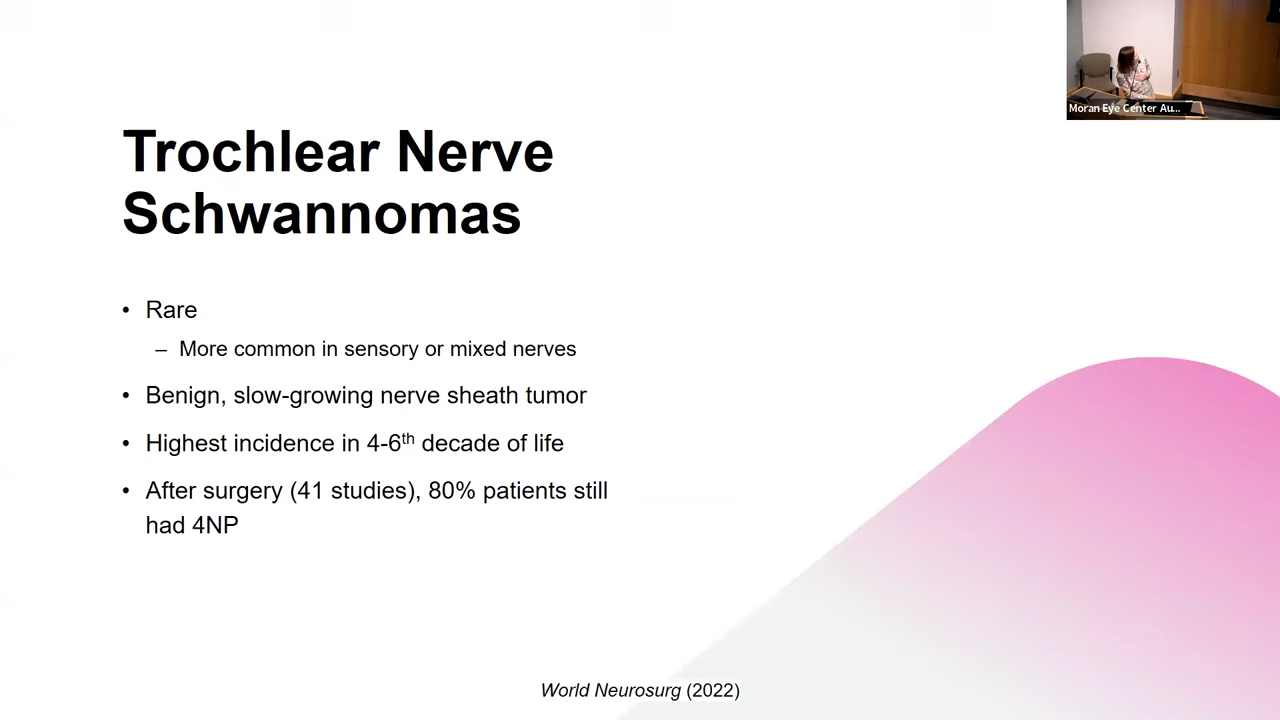 Moran Eye Center Au...
Trochlear Nerve
Schwannomas
• Rare
– More common in sensory or mixed nerves
• Benign, slow-growing nerve sheath tumor
• Highest incidence in 4-6th decade of life
• After surgery (41 studies), 80% patients still
had 4NP
World Neurosurg (2022)